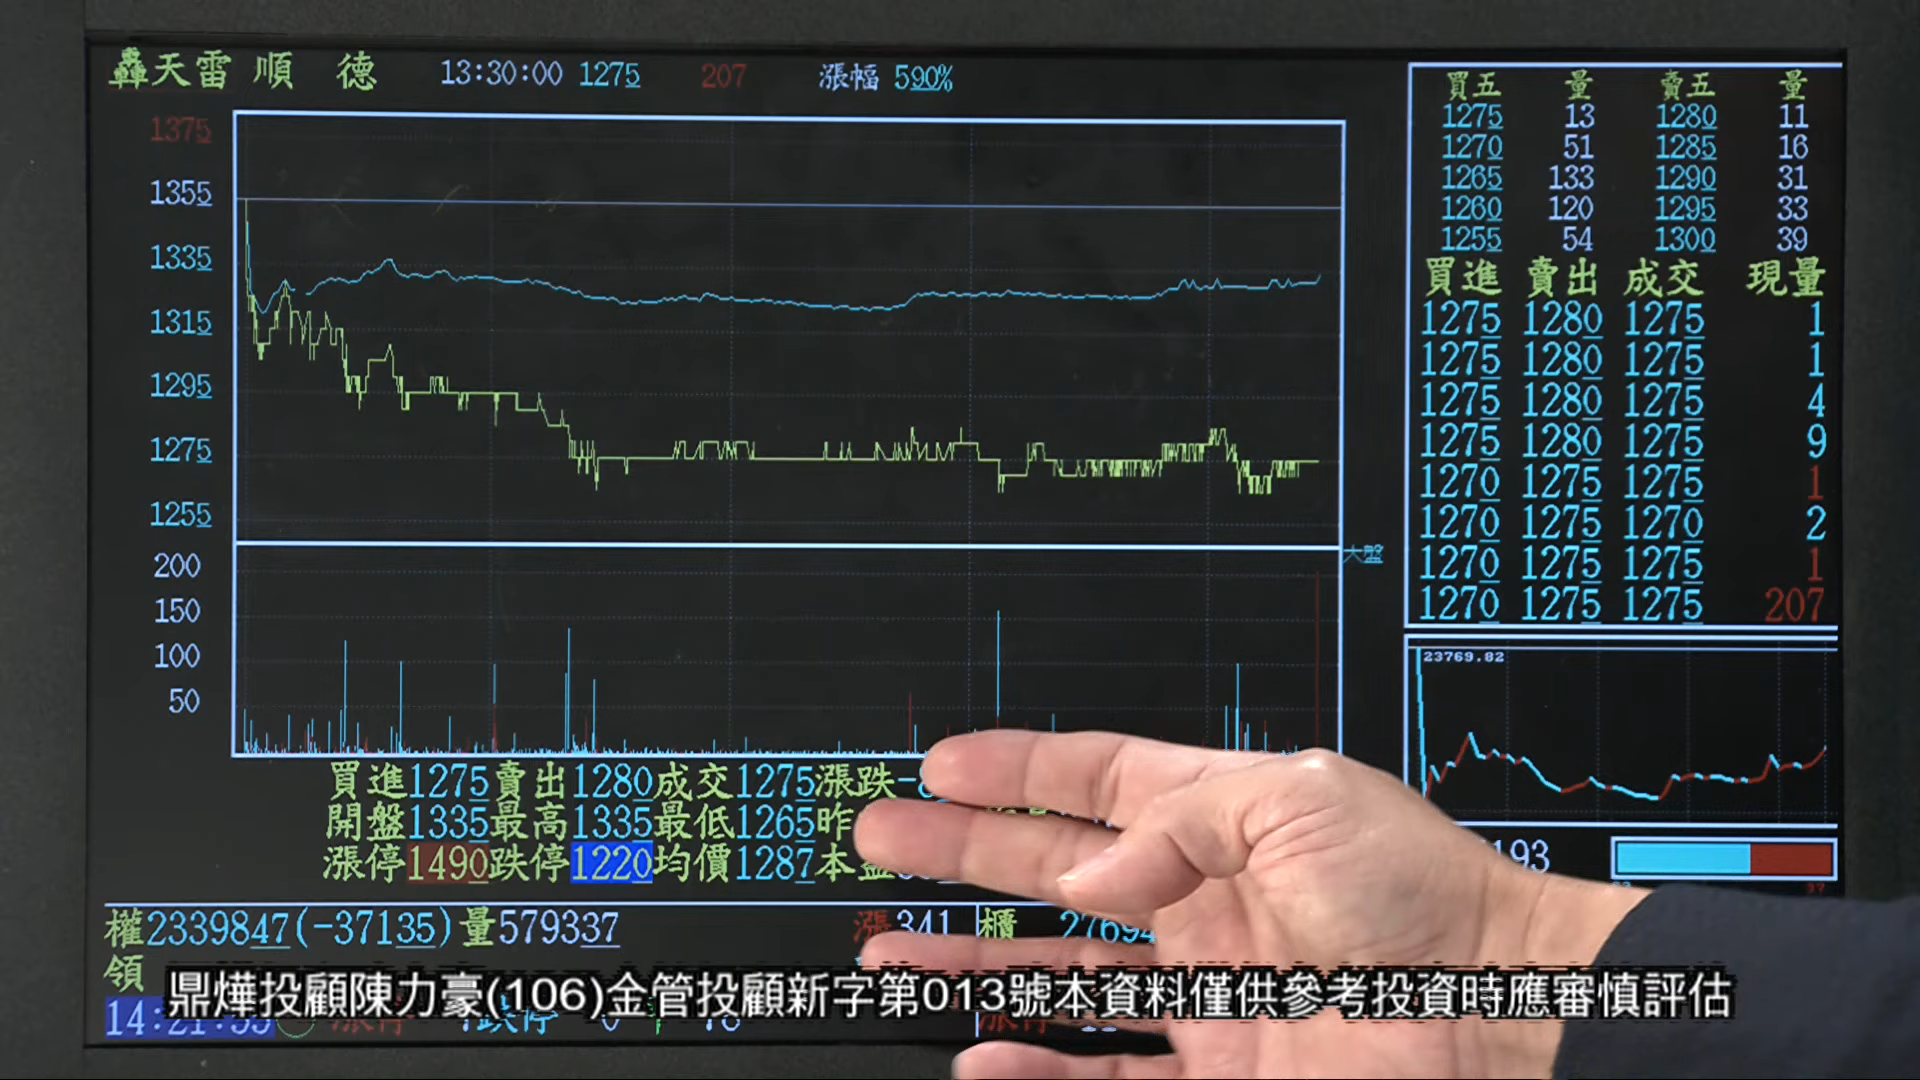 轟天雷 順 德 13:30:00 1275 207 漲幅 590%
1375
1355
1335
1315
1295
1275
1255
200
150
100
50
大盤
買進1275賣出1280成交1275漲跌-
開盤1335最高1335最低1265昨
漲停1490跌停1220均價1287本
權2339847(-37135)量579337 漲341 櫃
領
買五 量 賣五 量
1275 13 1280 11
1270 51 1285 16
1265 133 1290 31
1260 120 1295 33
1255 54 1300 39
買進 賣出 成交 現量
1275 1280 1275 1
1275 1280 1275 1
1275 1280 1275 4
1275 1280 1275 9
1270 1275 1275 1
1270 1275 1270 2
1270 1275 1275 1
1270 1275 1275 207
23769.82
193
鼎燁投顧陳力豪(106)金管投顧新字第013號本資料僅供參考投資時應審慎評估